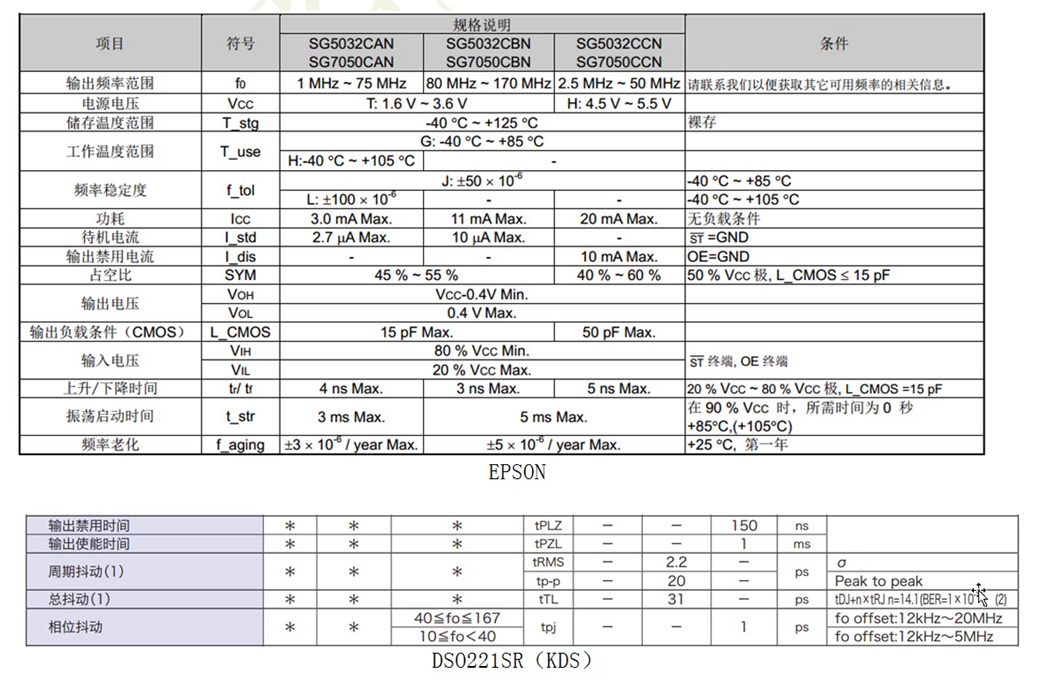 项目 符号 规格说明 条件
SG5032CAN SG5032CBN SG5032CCN
SG7050CAN SG7050CBN SG7050CCN
输出频率范围 f0 1 MHz ~ 75 MHz 80 MHz ~ 170 MHz 2.5 MHz ~ 50 MHz 请联系我们以便获取其它可用频率的相关信息。
电源电压 VCC T: 1.6 V ~ 3.6 V H: 4.5 V ~ 5.5 V
储存温度范围 T_stg -40 °C ~ +125 °C 裸存
工作温度范围 T_use G: -40 °C ~ +85 °C
H:-40 °C ~ +105 °C -
频率稳定度 f_tol J: ±50 × 10⁻⁶ -40 °C ~ +85 °C
L: ±100 × 10⁻⁶ - - -40 °C ~ +105 °C
功耗 ICC 3.0 mA Max. 11 mA Max. 20 mA Max. 无负载条件
待机电流 I_std 2.7 μA Max. 10 μA Max. - ST =GND
输出禁用电流 I_dis - - 10 mA Max. OE=GND
占空比 SYM 45 % ~ 55 % 40 % ~ 60 % 50 % VCC 极, L_CMOS ≤ 15 pF
输出电压 VOH VCC-0.4V Min.
VOL 0.4 V Max.
输出负载条件（CMOS） L_CMOS 15 pF Max. 50 pF Max.
输入电压 VIH 80 % VCC Min. ST 终端, OE 终端
VIL 20 % VCC Max.
上升/下降时间 tr/ tf 4 ns Max. 3 ns Max. 5 ns Max. 20 % VCC ~ 80 % VCC 极, L_CMOS =15 pF
振荡启动时间 t_str 3 ms Max. 5 ms Max. 在 90 % VCC 时，所需时间为 0 秒
+85°C,(+105°C)
频率老化 f_aging ±3 × 10⁻⁶ / year Max. ±5 × 10⁻⁶ / year Max. +25 °C, 第一年
EPSON
输出禁用时间 * * * tPLZ － － 150 ns
输出使能时间 * * * tPZL － － 1 ms
周期抖动(1) * * * tRMS － 2.2 － ps σ
tp-p － 20 － Peak to peak
总抖动(1) * * * tTL － 31 － ps tDJ+n×tRJ n=14.1(BER=1×10 (2)
相位抖动 * * 40≦fo≦167 tpj － － 1 ps fo offset:12kHz～20MHz
10≦fo<40 fo offset:12kHz～5MHz
DSO221SR（KDS）